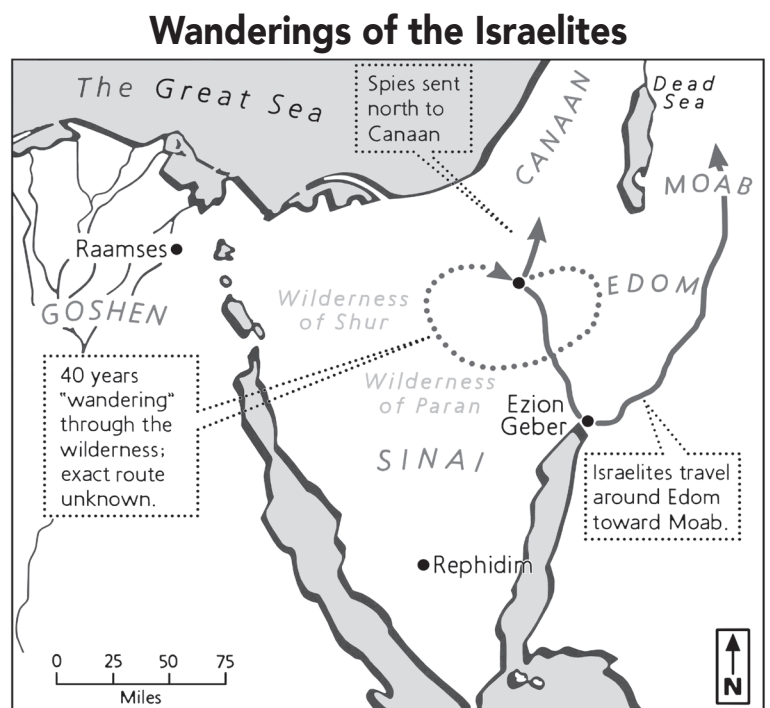 Wanderings of the Israelites
The Great Sea
Spies sent
north to
Canaan
CANAAN
Dead
Sea
MOAB
Raamses
GOSHEN
Wilderness
of Shur
EDOM
40 years
"wandering"
through the
wilderness;
exact route
unknown.
Wilderness
of Paran
Ezion
Geber
SINAI
Israelites travel
around Edom
toward Moab.
Rephidim
0 25 50 75
Miles
N